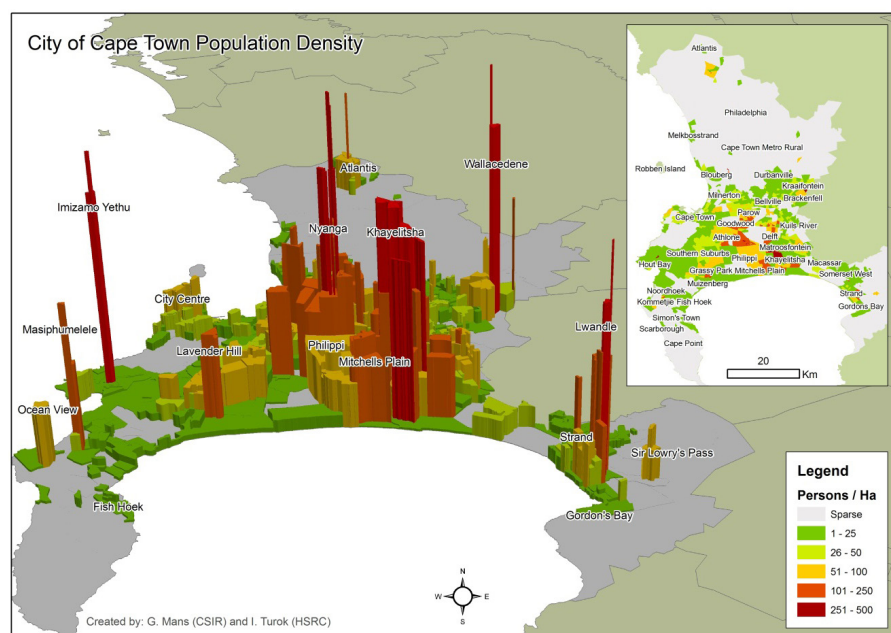 City of Cape Town Population Density
Imizamo Yethu
Atlantis
Wallacedene
Nyanga
Khayelitsha
City Centre
Masiphumelele
Lavender Hill
Philippi
Mitchells Plain
Lwandle
Ocean View
Strand
Sir Lowry's Pass
Fish Hoek
Gordon's Bay
N
W
E
S
Created by: G. Mans (CSIR) and I. Turok (HSRC)
Atlantis
Philadelphia
Melkbosstrand
Cape Town Metro Rural
Robben Island
Blouberg
Durbanville
Kraaifontein
Milnerton
Bellville
Brackenfell
Cape Town
Parow
Goodwood
Kuils River
Athlone
Delft
Matroosfontein
Southern Suburbs
Philippi
Khayelitsha
Macassar
Hout Bay
Grassy Park
Mitchells Plain
Somerset West
Muizenberg
Strand
Noordhoek
Gordons Bay
Kommetjie
Fish Hoek
Simon's Town
Scarborough
Cape Point
20
Km
Legend
Persons / Ha
Sparse
1 - 25
26 - 50
51 - 100
101 - 250
251 - 500